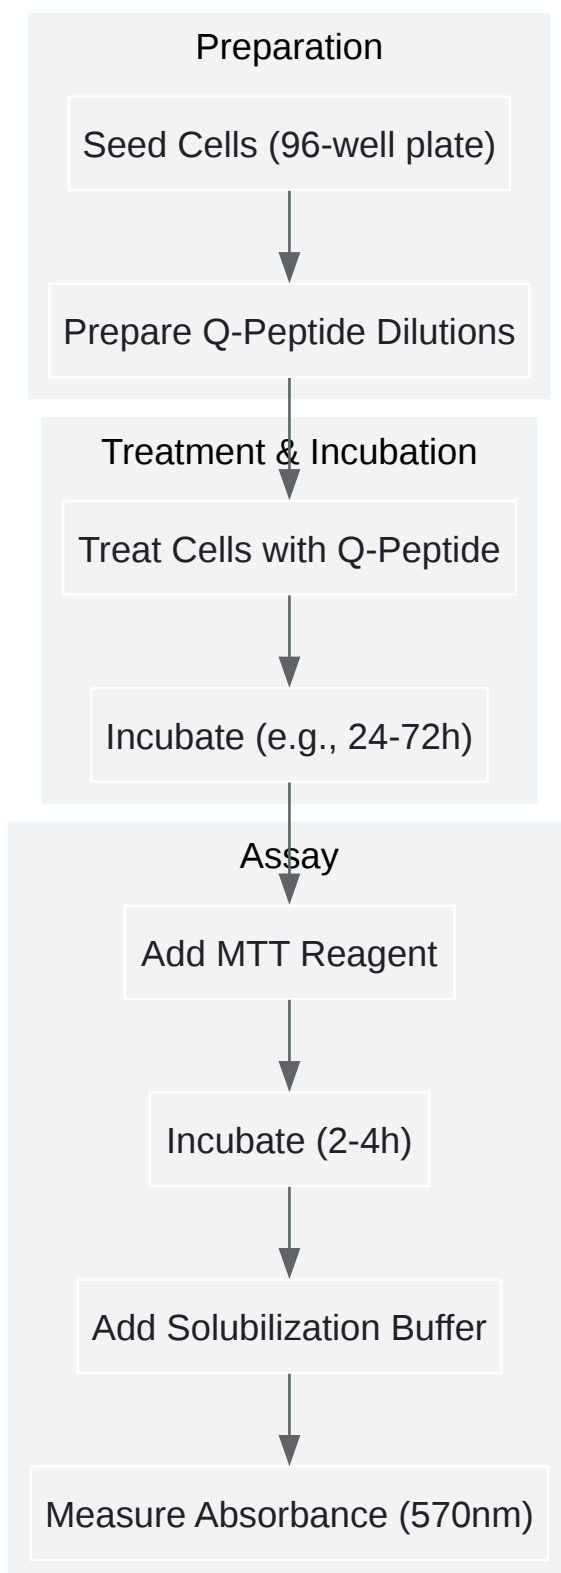 Preparation
Seed Cells (96-well plate)
Prepare Q-Peptide Dilutions
Treatment & Incubation
Treat Cells with Q-Peptide
Incubate (e.g., 24-72h)
Assay
Add MTT Reagent
Incubate (2-4h)
Add Solubilization Buffer
Measure Absorbance (570nm)